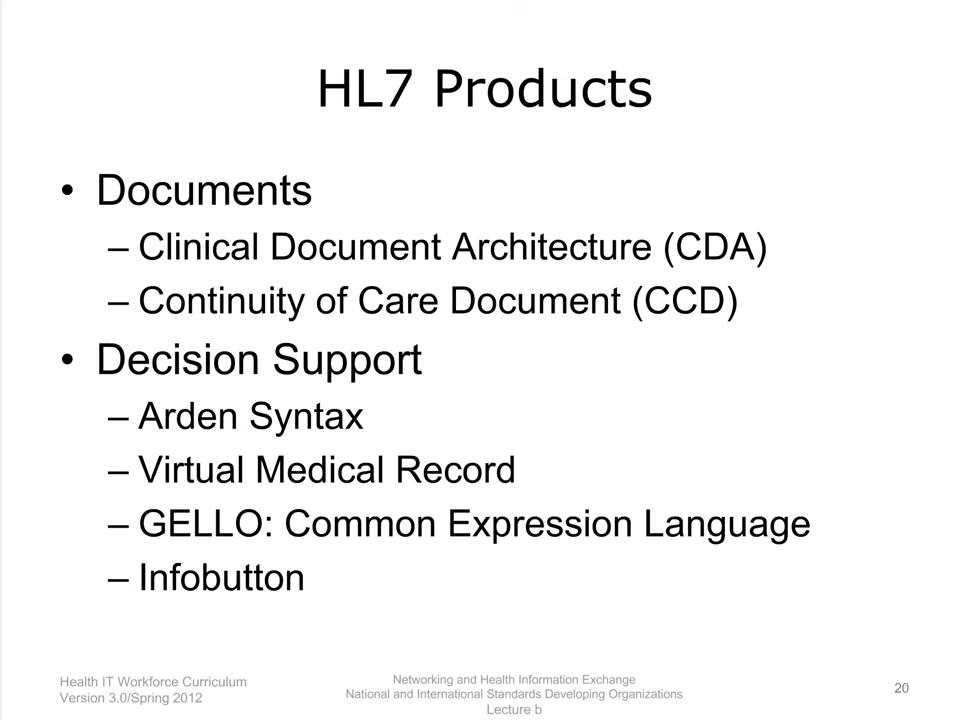 HL7 Products
• Documents
– Clinical Document Architecture (CDA)
– Continuity of Care Document (CCD)
• Decision Support
– Arden Syntax
– Virtual Medical Record
– GELLO: Common Expression Language
– Infobutton
Health IT Workforce Curriculum
Version 3.0/Spring 2012
Networking and Health Information Exchange
National and International Standards Developing Organizations
Lecture b
20